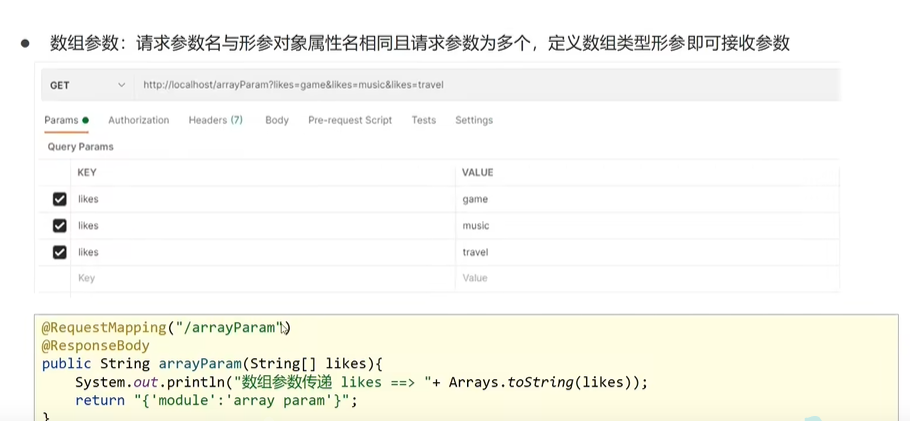 ● 数组参数：请求参数名与形参对象属性名相同且请求参数为多个，定义数组类型形参即可接收参数
GET http://localhost/arrayParam?likes=game&likes=music&likes=travel
Params Authorization Headers (7) Body Pre-request Script Tests Settings
Query Params
KEY VALUE
likes game
likes music
likes travel
Key Value
@RequestMapping("/arrayParam")
@ResponseBody
public String arrayParam(String[] likes){
System.out.println("数组参数传递 likes ==> "+ Arrays.toString(likes));
return "{'module':'array param'}";
}